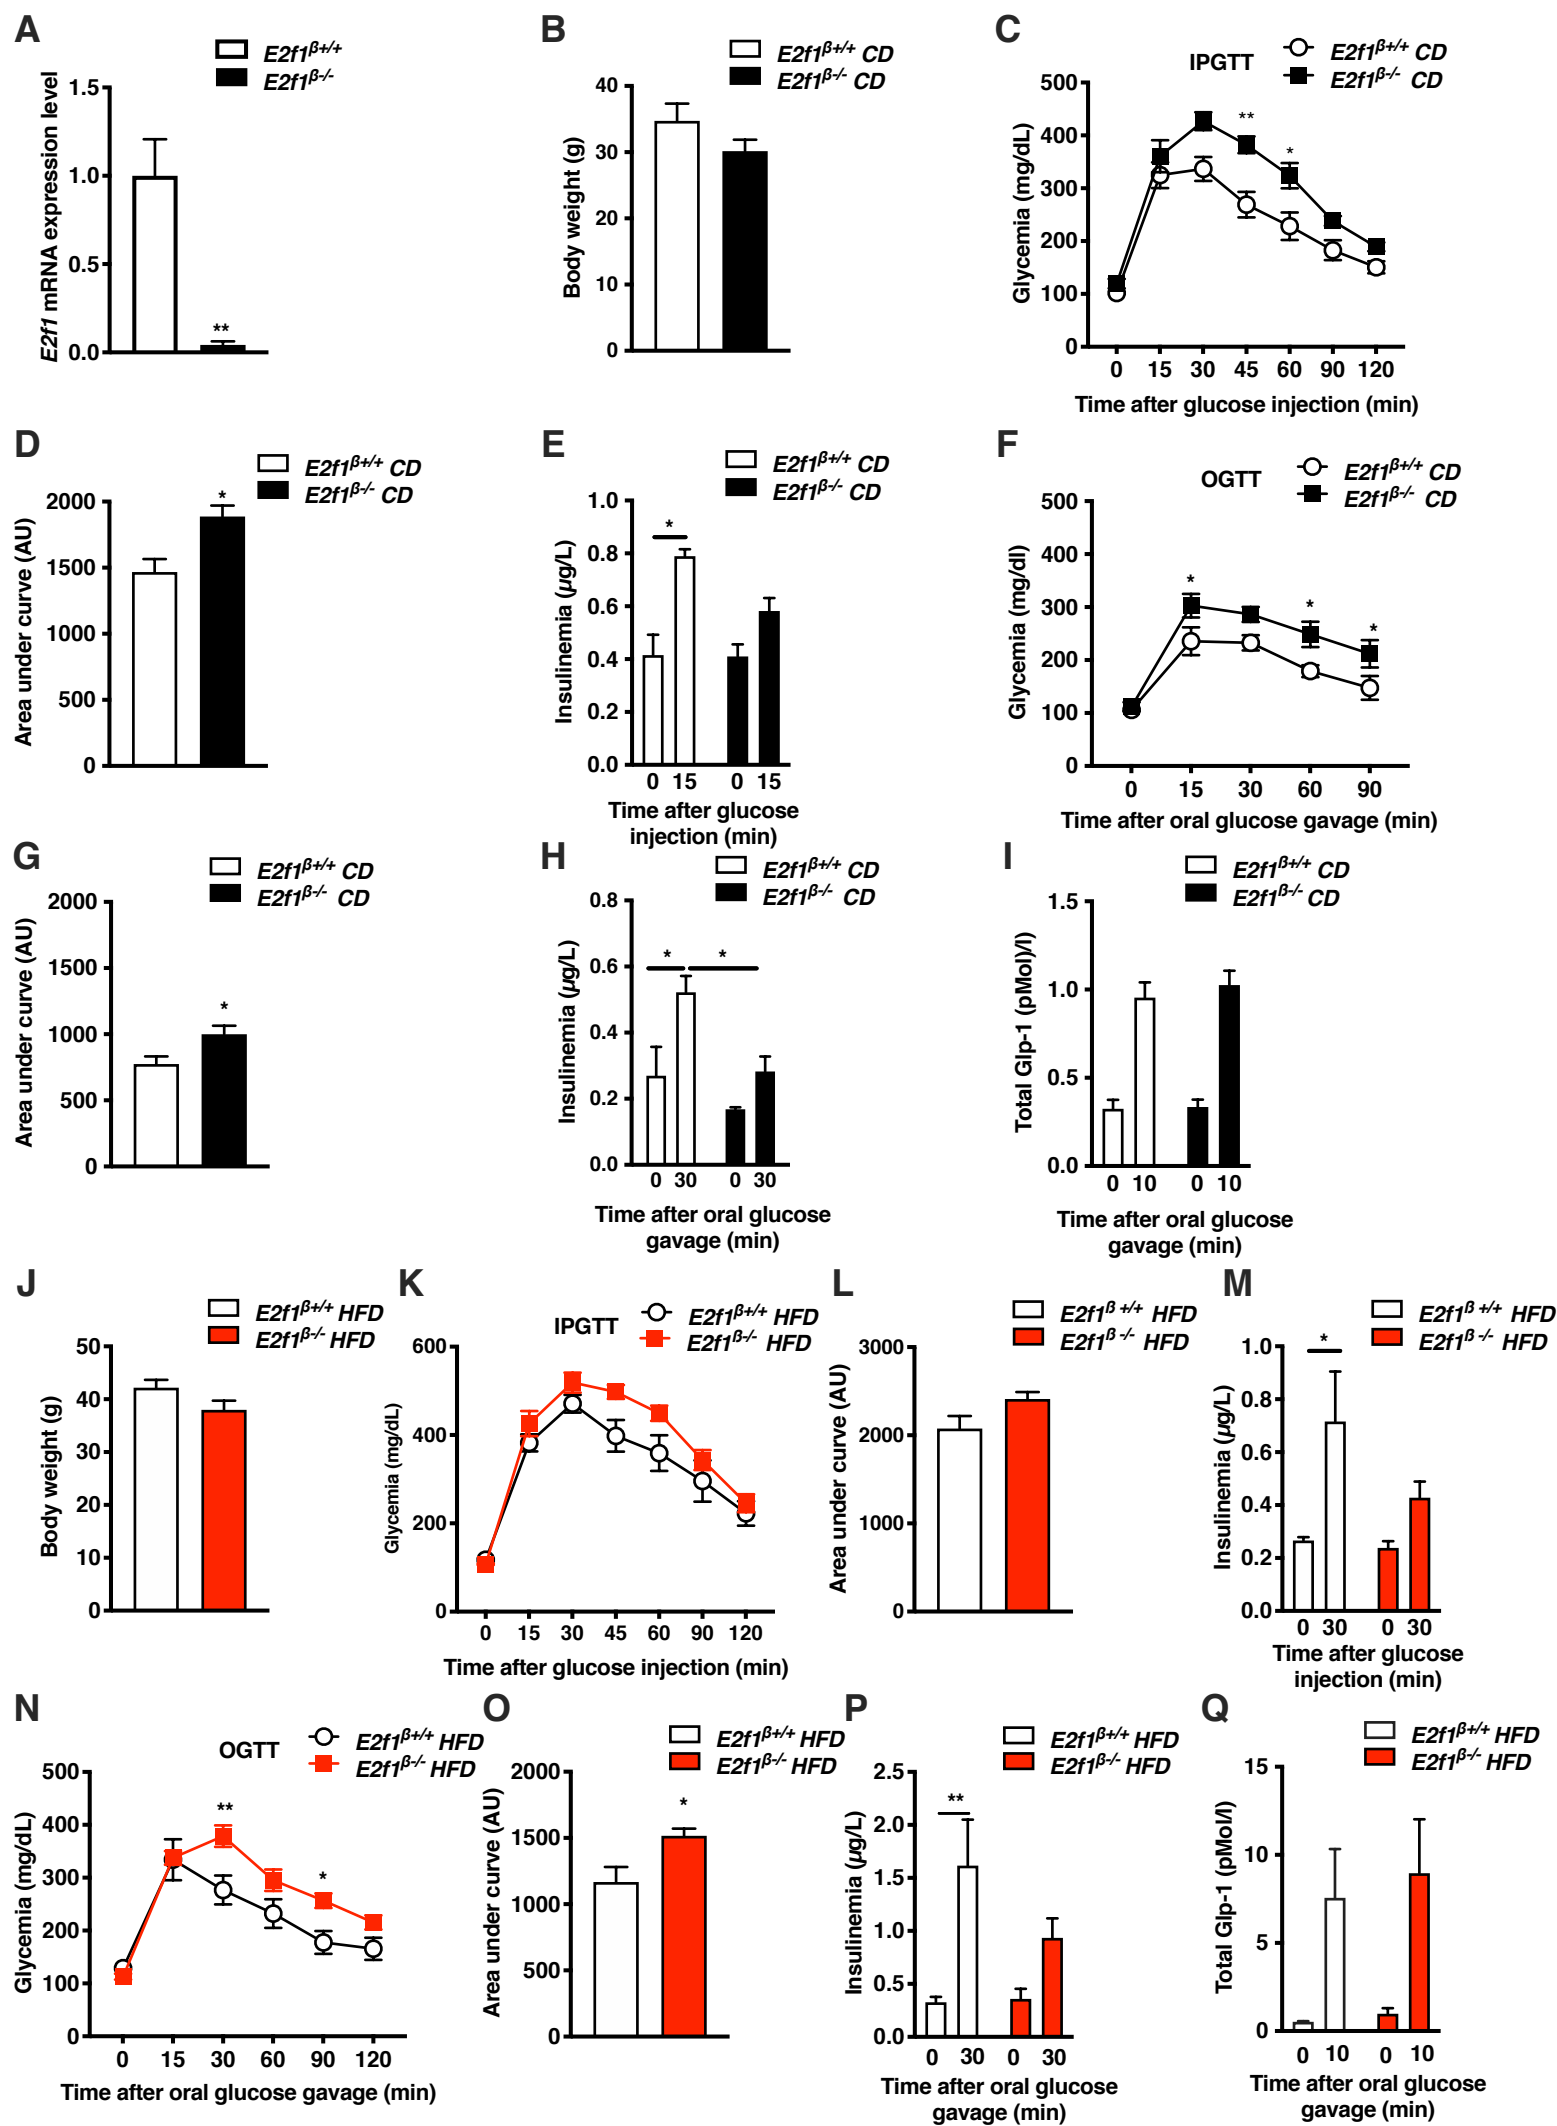 A
E2f1β+/+
E2f1β-/-
E2f1 mRNA expression level
1.5
1.0
0.5
0.0
**
B
E2f1β+/+ CD
E2f1β-/- CD
Body weight (g)
40
30
20
10
0
C
IPGTT
E2f1β+/+ CD
E2f1β-/- CD
Glycemia (mg/dL)
500
400
300
200
100
0
**
*
0 15 30 45 60 90 120
Time after glucose injection (min)
D
E2f1β+/+ CD
E2f1β-/- CD
Area under curve (AU)
2000
1500
1000
500
0
*
E
E2f1β+/+ CD
E2f1β-/- CD
Insulinemia (µg/L)
1.0
0.8
0.6
0.4
0.2
0.0
*
0 15 0 15
Time after glucose
injection (min)
F
OGTT
E2f1β+/+ CD
E2f1β-/- CD
Glycemia (mg/dl)
500
400
300
200
100
0
*
*
*
0 15 30 60 90
Time after oral glucose gavage (min)
G
E2f1β+/+ CD
E2f1β-/- CD
Area under curve (AU)
2000
1500
1000
500
0
*
H
E2f1β+/+ CD
E2f1β-/- CD
Insulinemia (µg/L)
0.8
0.6
0.4
0.2
0.0
* *
0 30 0 30
Time after oral glucose
gavage (min)
I
E2f1β+/+ CD
E2f1β-/- CD
Total Glp-1 (pMol)/l)
1.5
1.0
0.5
0.0
0 10 0 10
Time after oral glucose
gavage (min)
J
E2f1β+/+ HFD
E2f1β-/- HFD
Body weight (g)
50
40
30
20
10
0
K
IPGTT
E2f1β+/+ HFD
E2f1β-/- HFD
Glycemia (mg/dL)
600
400
200
0
0 15 30 45 60 90 120
Time after glucose injection (min)
L
E2f1β +/+ HFD
E2f1β -/- HFD
Area under curve (AU)
3000
2000
1000
0
M
E2f1β +/+ HFD
E2f1β -/- HFD
Insulinemia (µg/L)
1.0
0.8
0.6
0.4
0.2
0.0
*
0 30 0 30
Time after glucose
injection (min)
N
OGTT
E2f1β+/+ HFD
E2f1β-/- HFD
Glycemia (mg/dL)
500
400
300
200
100
0
**
*
0 15 30 60 90 120
Time after oral glucose gavage (min)
O
E2f1β+/+ HFD
E2f1β-/- HFD
Area under curve (AU)
2000
1500
1000
500
0
*
P
E2f1β+/+ HFD
E2f1β-/- HFD
Insulinemia (µg/L)
2.5
2.0
1.5
1.0
0.5
0.0
**
0 30 0 30
Time after oral glucose
gavage (min)
Q
E2f1β+/+ HFD
E2f1β-/- HFD
Total Glp-1 (pMol/l)
15
10
5
0
0 10 0 10
Time after oral glucose
gavage (min)